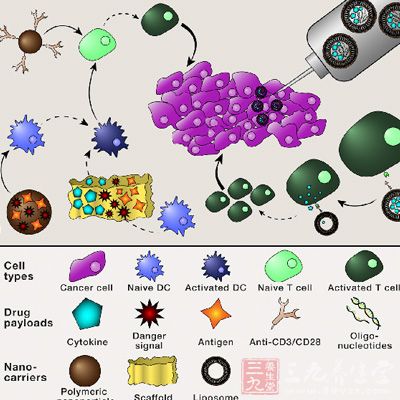 Cell types
Cancer cell
Naive DC
Activated DC
Naive T cell
Activated T cell
Drug payloads
Cytokine
Danger signal
Antigen
Anti-CD3/CD28
Oligo-nucleotides
Nano-carriers
Polymeric
Scaffold
Liposome
三九养生堂